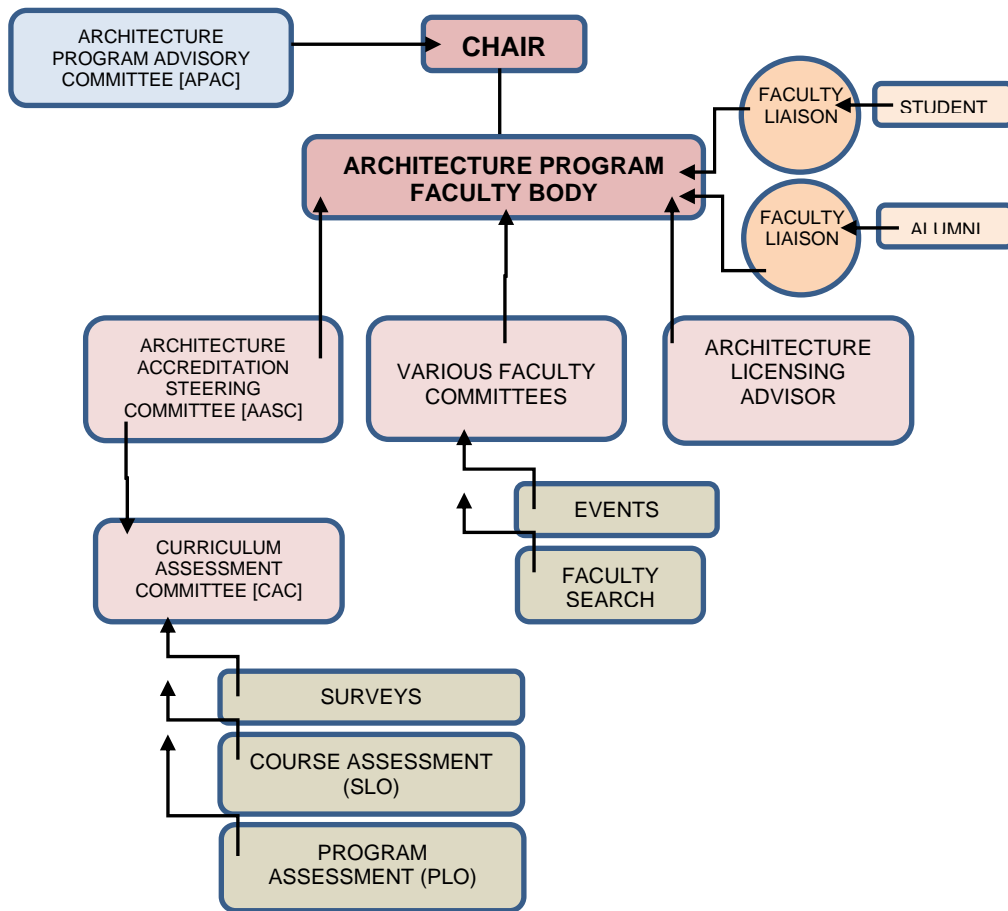 ARCHITECTURE
PROGRAM ADVISORY
COMMITTEE [APAC]
CHAIR
FACULTY
LIAISON
STUDENT
ARCHITECTURE PROGRAM
FACULTY BODY
FACULTY
LIAISON
ALUMNI
ARCHITECTURE
ACCREDITATION
STEERING
COMMITTEE [AASC]
VARIOUS FACULTY
COMMITTEES
ARCHITECTURE
LICENSING
ADVISOR
EVENTS
FACULTY
SEARCH
CURRICULUM
ASSESSMENT
COMMITTEE [CAC]
SURVEYS
COURSE ASSESSMENT
(SLO)
PROGRAM
ASSESSMENT (PLO)